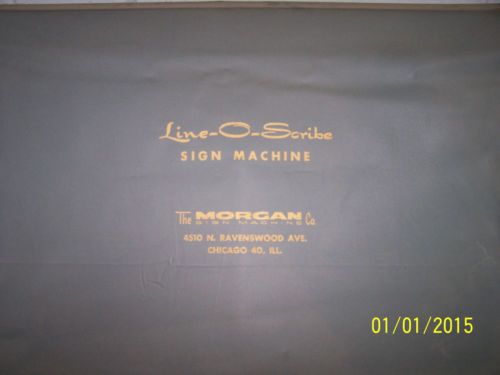 Line-O-Scribe
SIGN MACHINE
The MORGAN Co
SIGN MACHINE
4510 N. RAVENSWOOD AVE.
CHICAGO 40, ILL.
01/01/2015